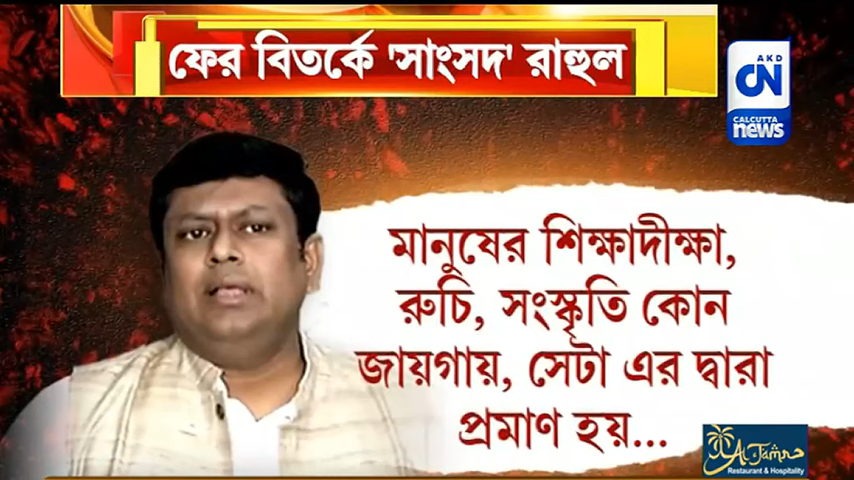 ফের বিতর্কে 'সাংসদ' রাহুল
AKD
CN
CALCUTTA
news
মানুষের শিক্ষাদীক্ষা,
রুচি, সংস্কৃতি কোন
জায়গায়, সেটা এর দ্বারা
প্রমাণ হয়...
Restaurant & Hospitality